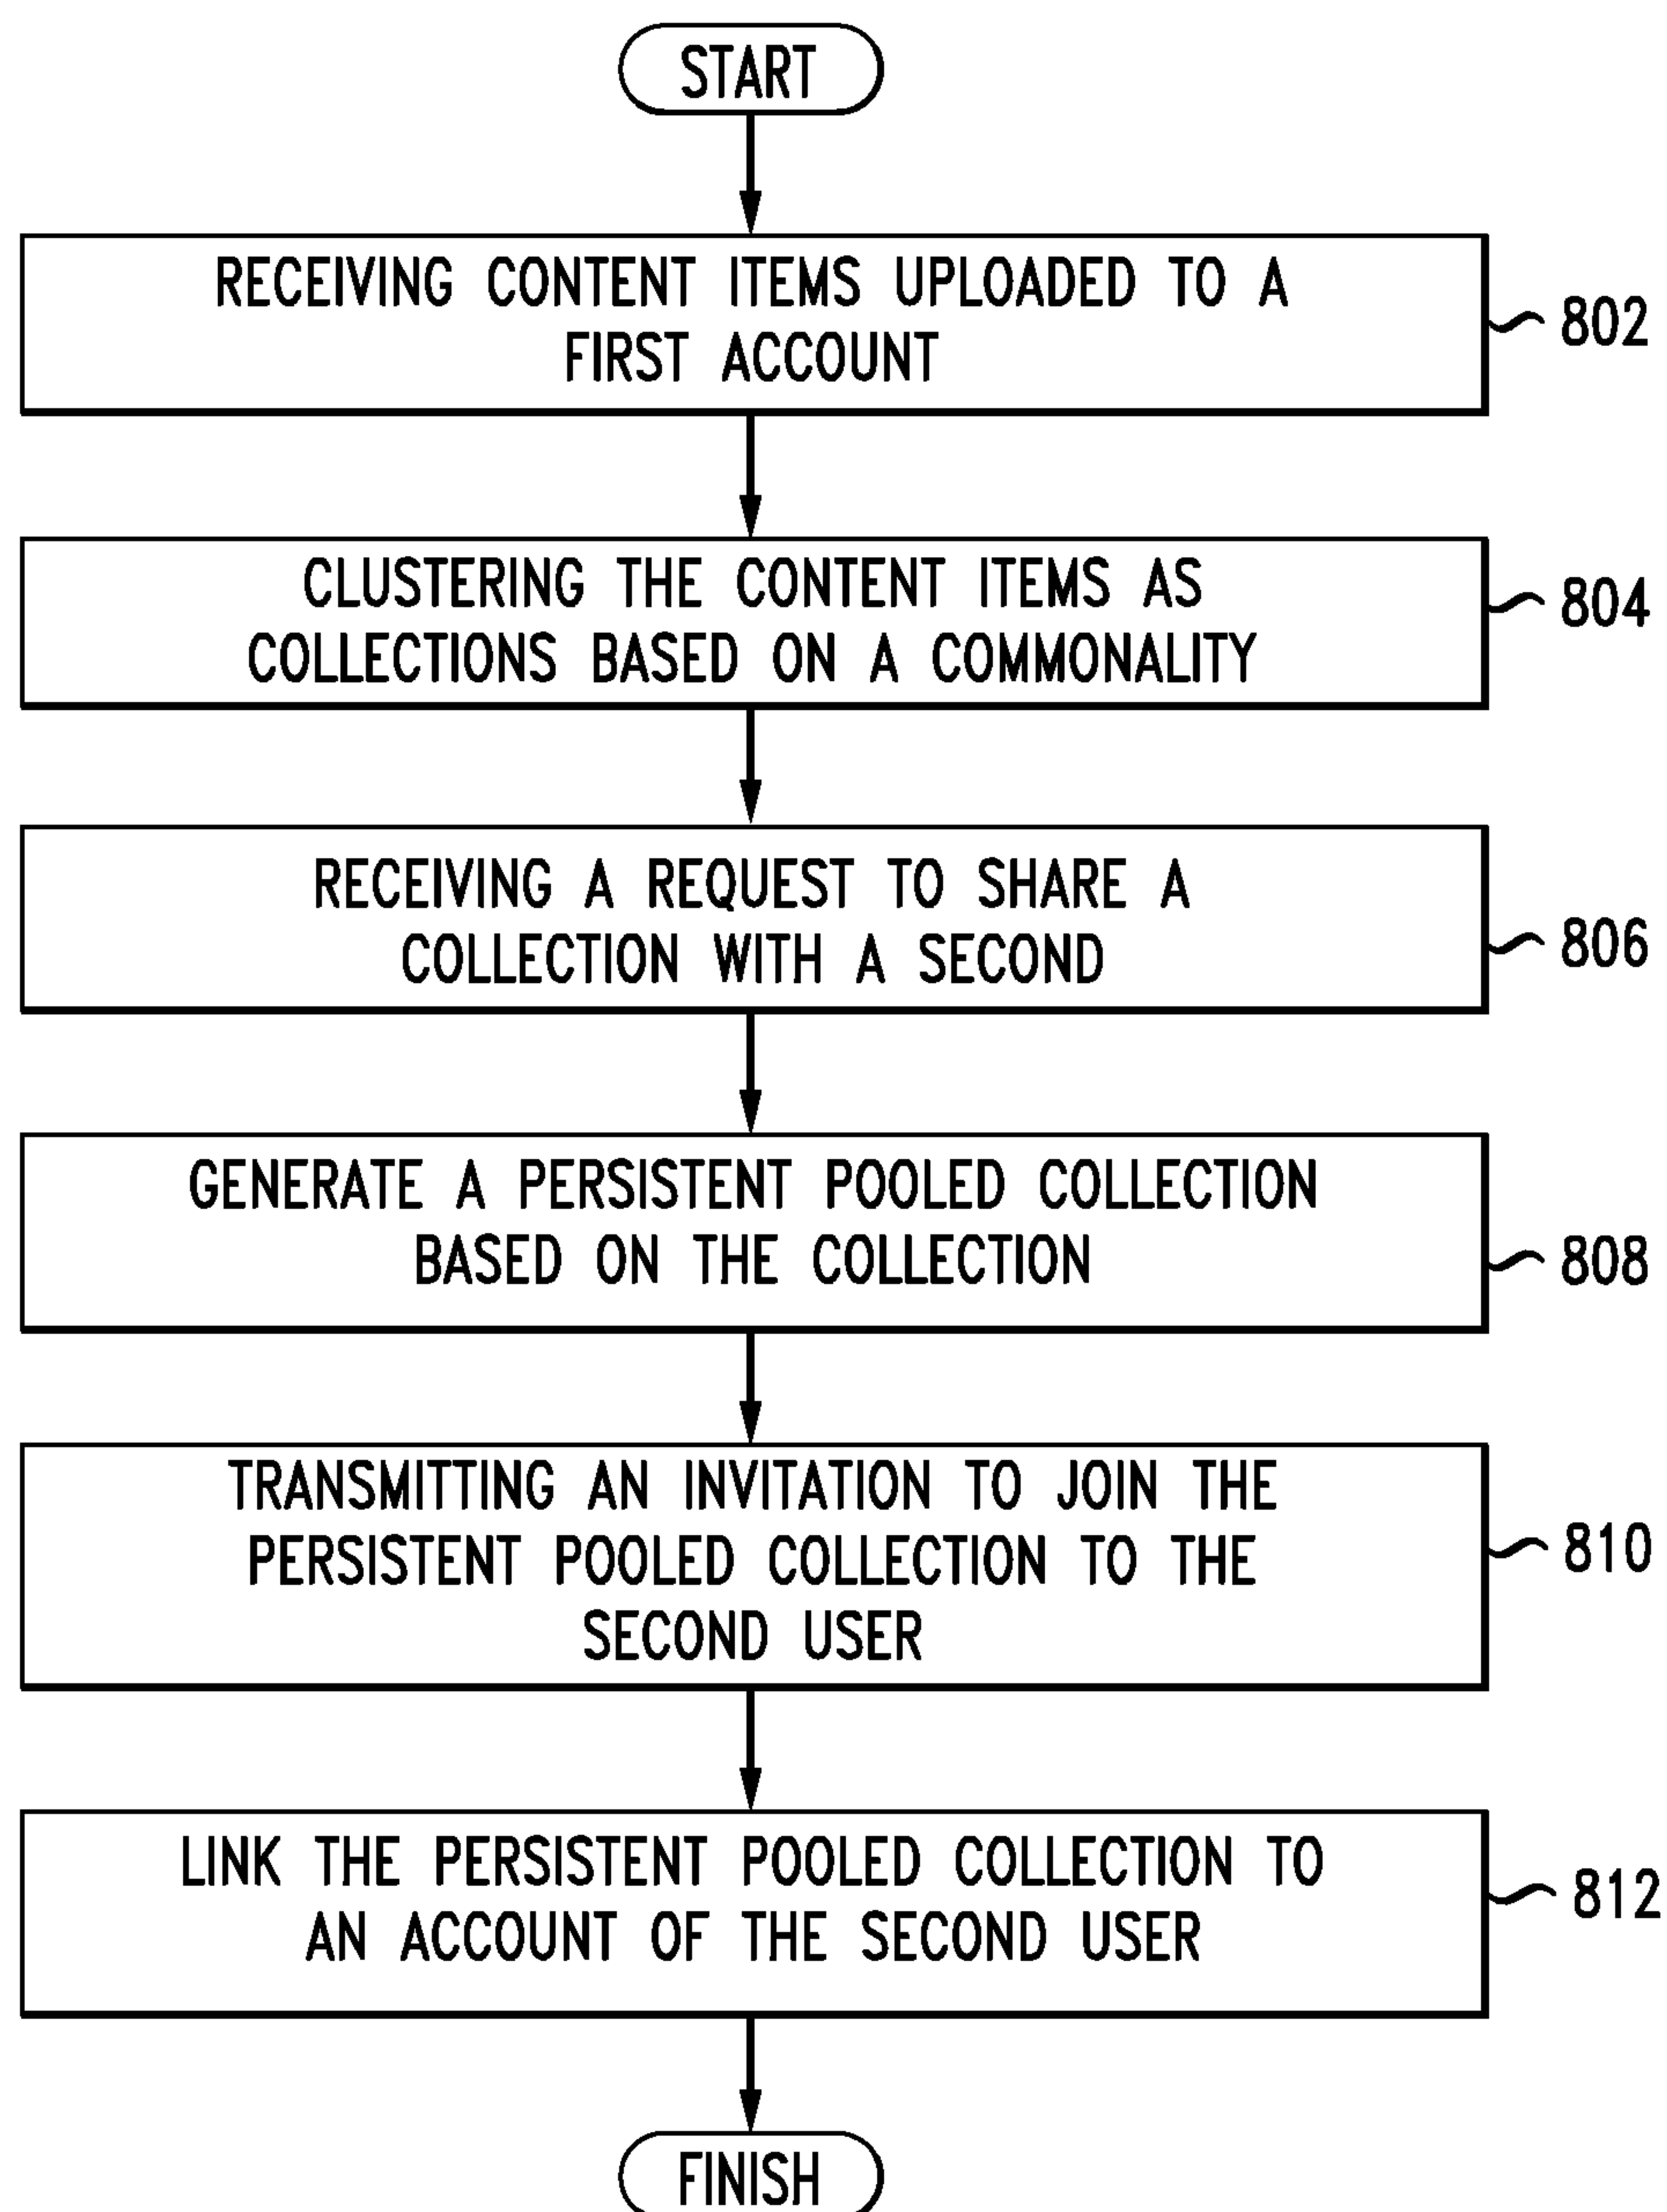 START
RECEIVING CONTENT ITEMS UPLOADED TO A
FIRST ACCOUNT
802
CLUSTERING THE CONTENT ITEMS AS
COLLECTIONS BASED ON A COMMONALITY
804
RECEIVING A REQUEST TO SHARE A
COLLECTION WITH A SECOND
806
GENERATE A PERSISTENT POOLED COLLECTION
BASED ON THE COLLECTION
808
TRANSMITTING AN INVITATION TO JOIN THE
PERSISTENT POOLED COLLECTION TO THE
SECOND USER
810
LINK THE PERSISTENT POOLED COLLECTION TO
AN ACCOUNT OF THE SECOND USER
812
FINISH